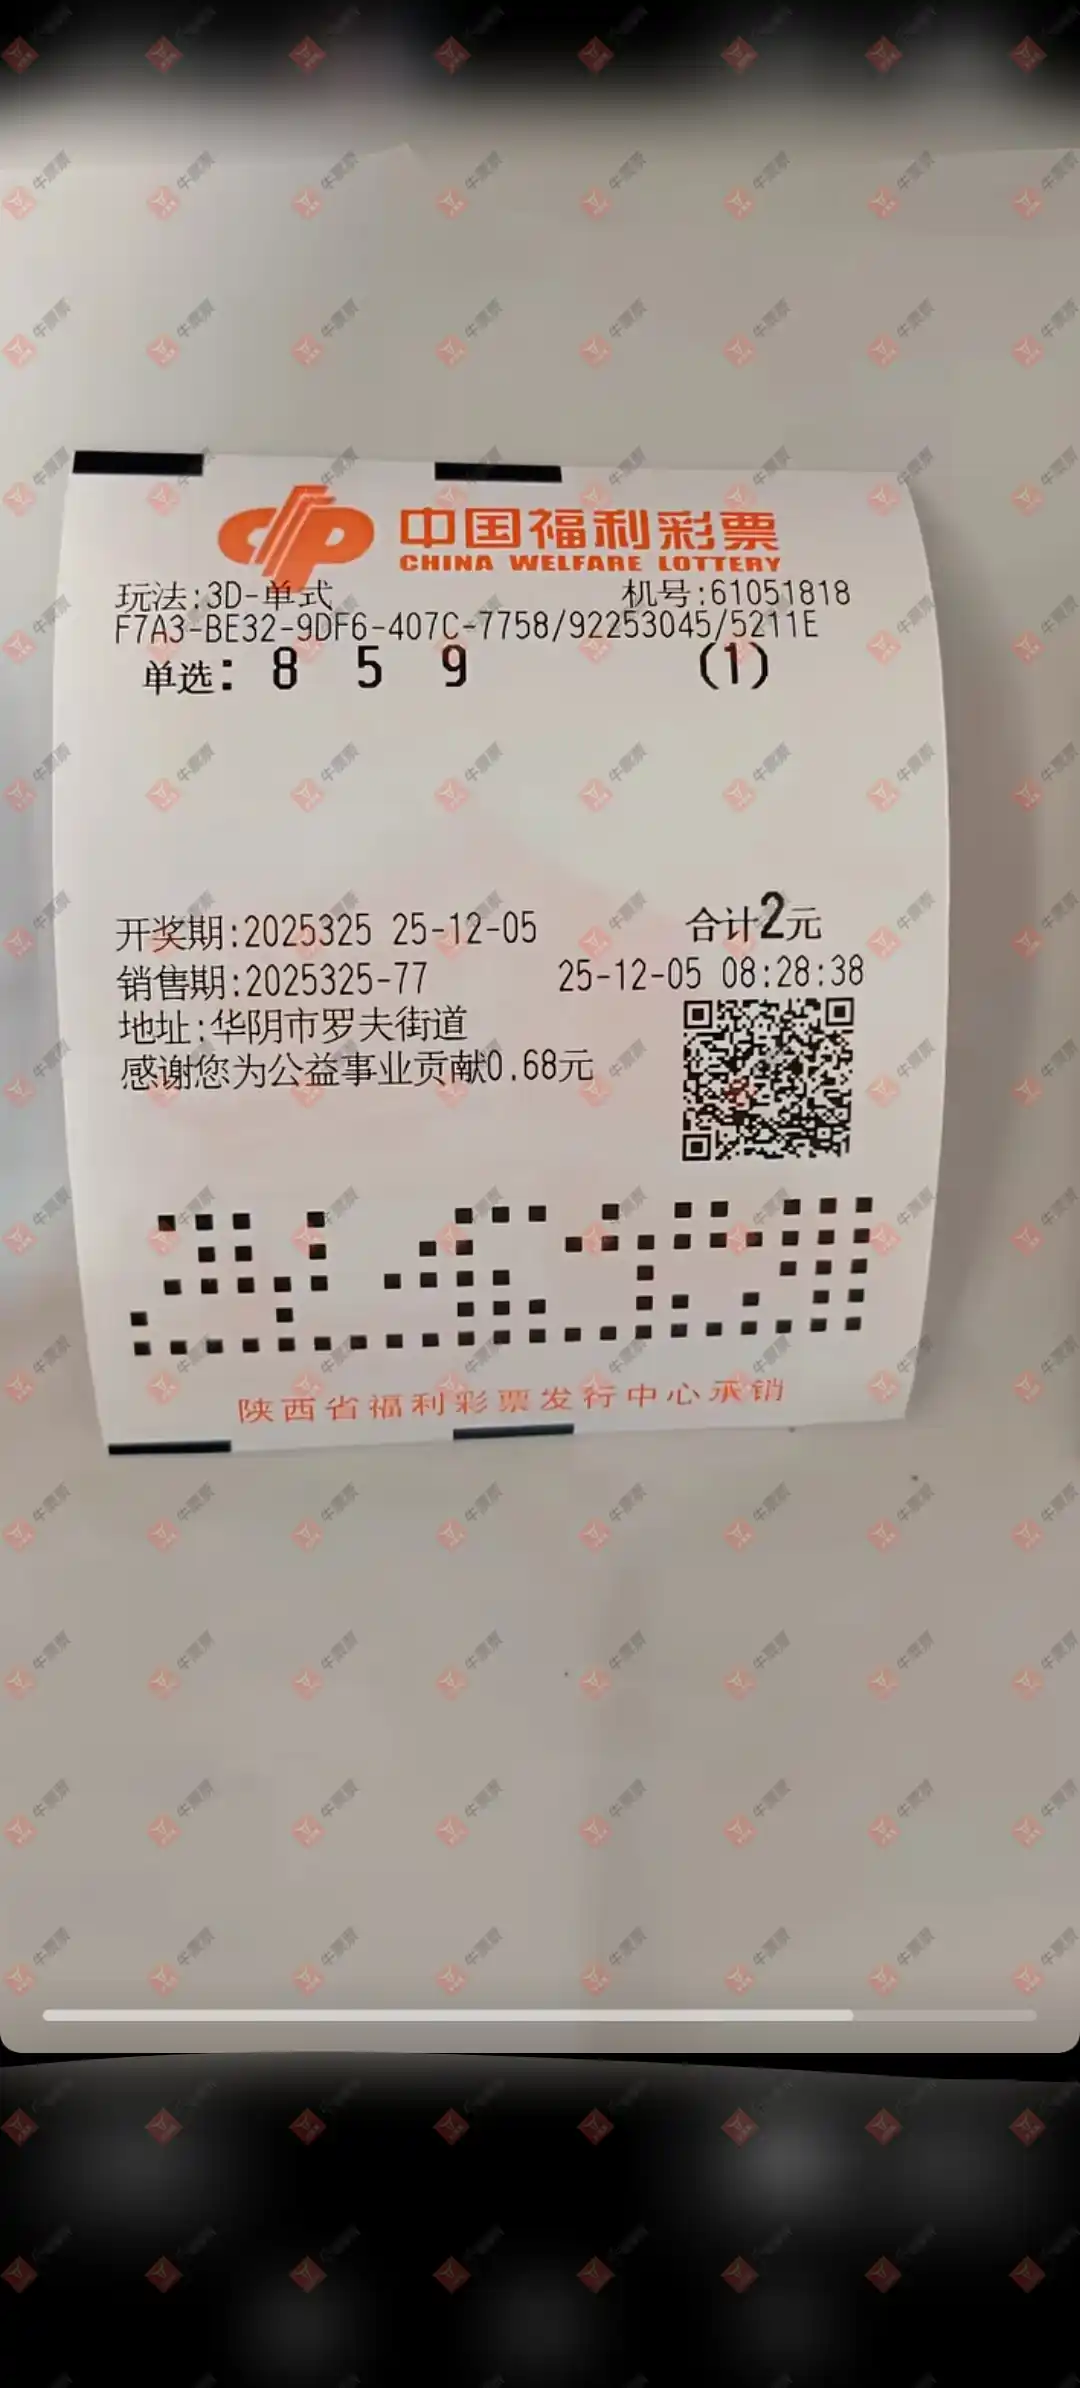 中国福利彩票
CHINA WELFARE LOTTERY
玩法:3D-单式 机号:61051818
F7A3-BE32-9DF6-407C-7758/92253045/5211E
单选: 8 5 9 (1)
开奖期:2025325 25-12-05 合计2元
销售期:2025325-77 25-12-05 08:28:38
地址:华阴市罗夫街道
感谢您为公益事业贡献0.68元
陕西省福利彩票发行中心承销
牛票票